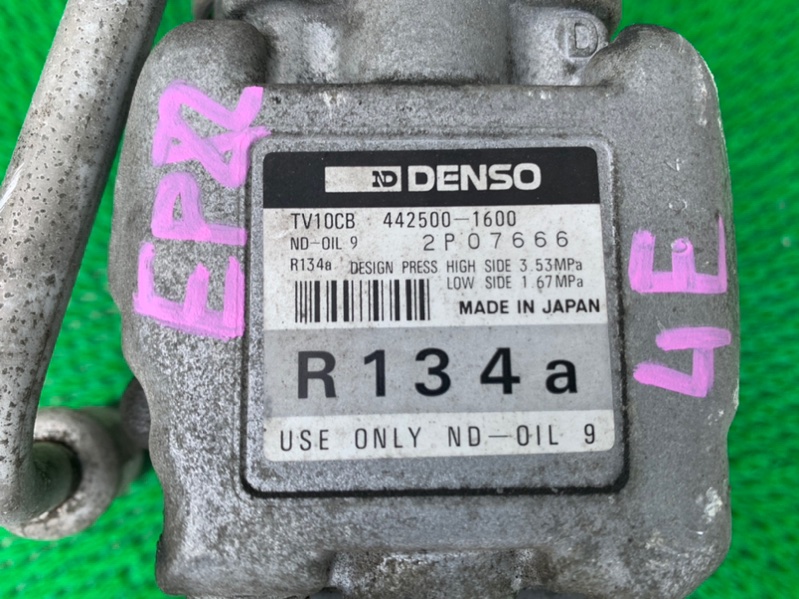 D
EP82
ND DENSO
TV10CB 442500-1600
ND-OIL 9 2P07666
R134a DESIGN PRESS HIGH SIDE 3.53MPa
LOW SIDE 1.67MPa
MADE IN JAPAN
R134a
USE ONLY ND-OIL 9
4E